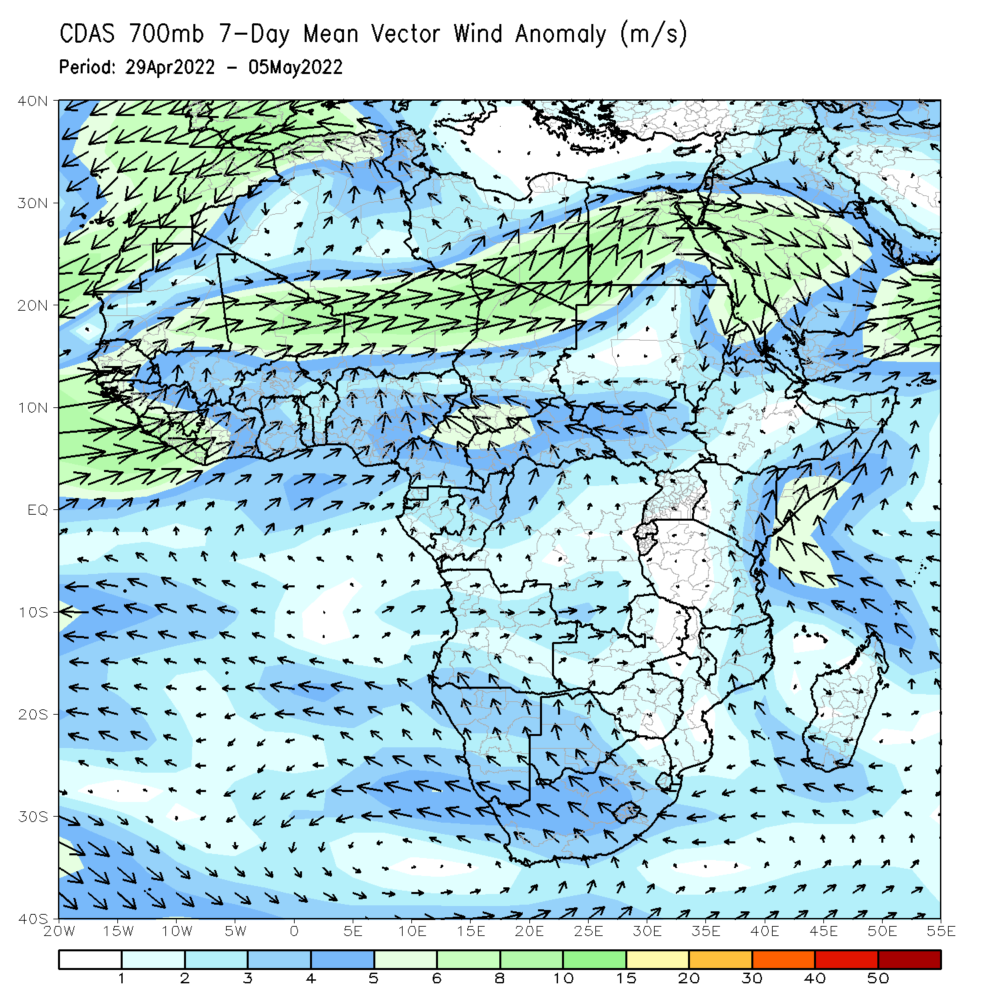 CDAS 700mb 7-Day Mean Vector Wind Anomaly (m/s)
Period: 29Apr2022 - 05May2022
40N
30N
20N
10N
EQ
10S
20S
30S
40S
20W 15W 10W 5W 0 5E 10E 15E 20E 25E 30E 35E 40E 45E 50E 55E
1 2 3 4 5 6 8 10 15 20 30 40 50